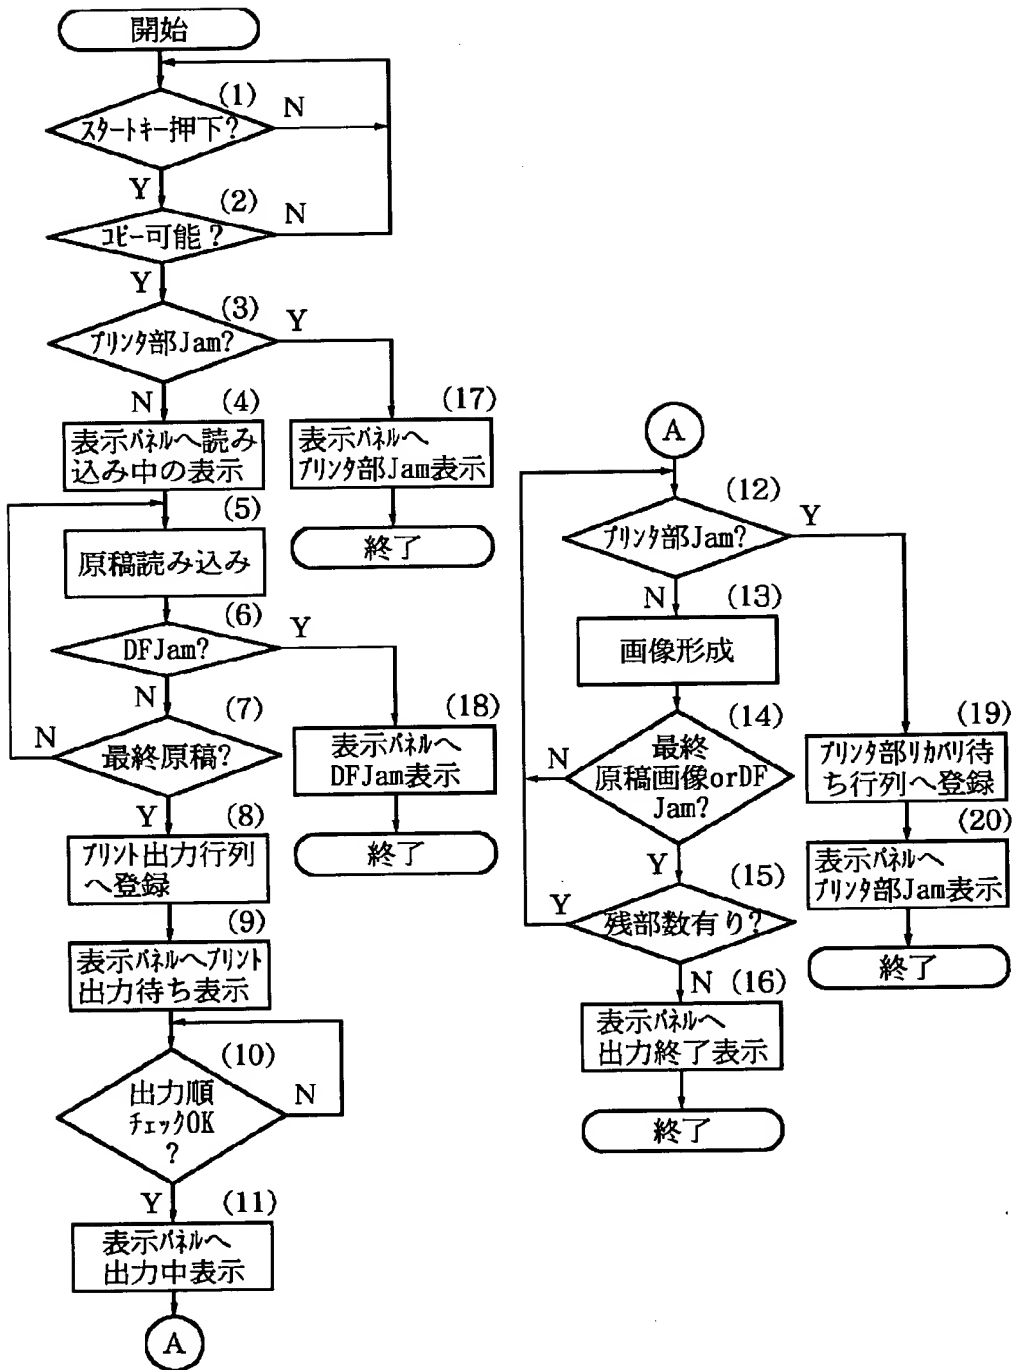 開始
(1)
スタートキー押下?
N
Y
(2)
コピー可能?
N
Y
(3)
プリンタ部Jam?
Y
N
(4)
表示パネルへ読み
込み中の表示
(17)
表示パネルへ
プリンタ部Jam表示
終了
(5)
原稿読み込み
(6)
DFJam?
Y
N
(7)
最終原稿?
N
Y
(18)
表示パネルへ
DFJam表示
終了
(8)
プリント出力行列
へ登録
(9)
表示パネルへプリント
出力待ち表示
(10)
出力順
チェックOK
?
N
Y
(11)
表示パネルへ
出力中表示
A
A
(12)
プリンタ部Jam?
Y
N
(13)
画像形成
(14)
最終
原稿画像orDF
Jam?
N
Y
(15)
残部数有り?
Y
N
(16)
表示パネルへ
出力終了表示
終了
(19)
プリンタ部リカバリ待
ち行列へ登録
(20)
表示パネルへ
プリンタ部Jam表示
終了